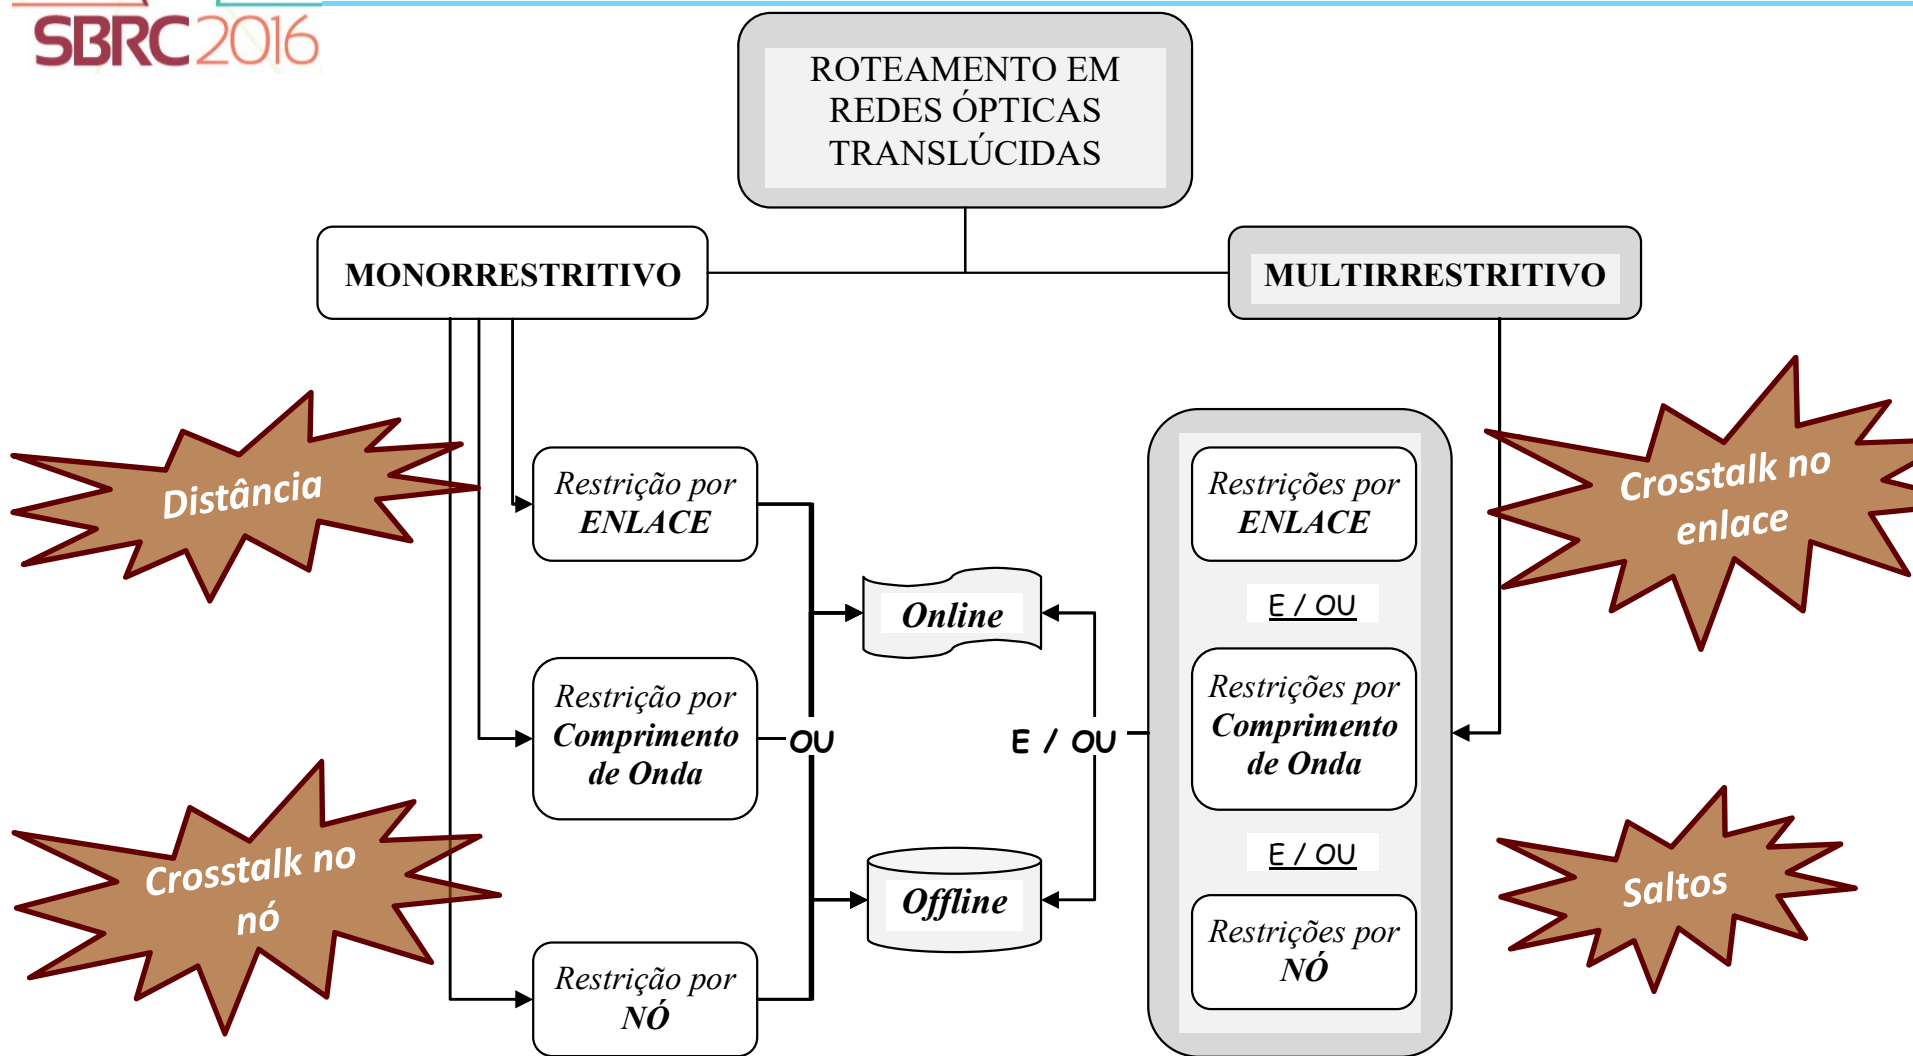 SBRC 2016
ROTEAMENTO EM
REDES ÓPTICAS
TRANSLÚCIDAS
MONORRESTRITIVO
MULTIRRESTRITIVO
Distância
Restrição por
ENLACE
Restrições por
ENLACE
Crosstalk no
enlace
Online
E / OU
Restrição por
Comprimento
de Onda
OU
E / OU
Restrições por
Comprimento
de Onda
Crosstalk no
nó
Offline
E / OU
Saltos
Restrição por
NÓ
Restrições por
NÓ